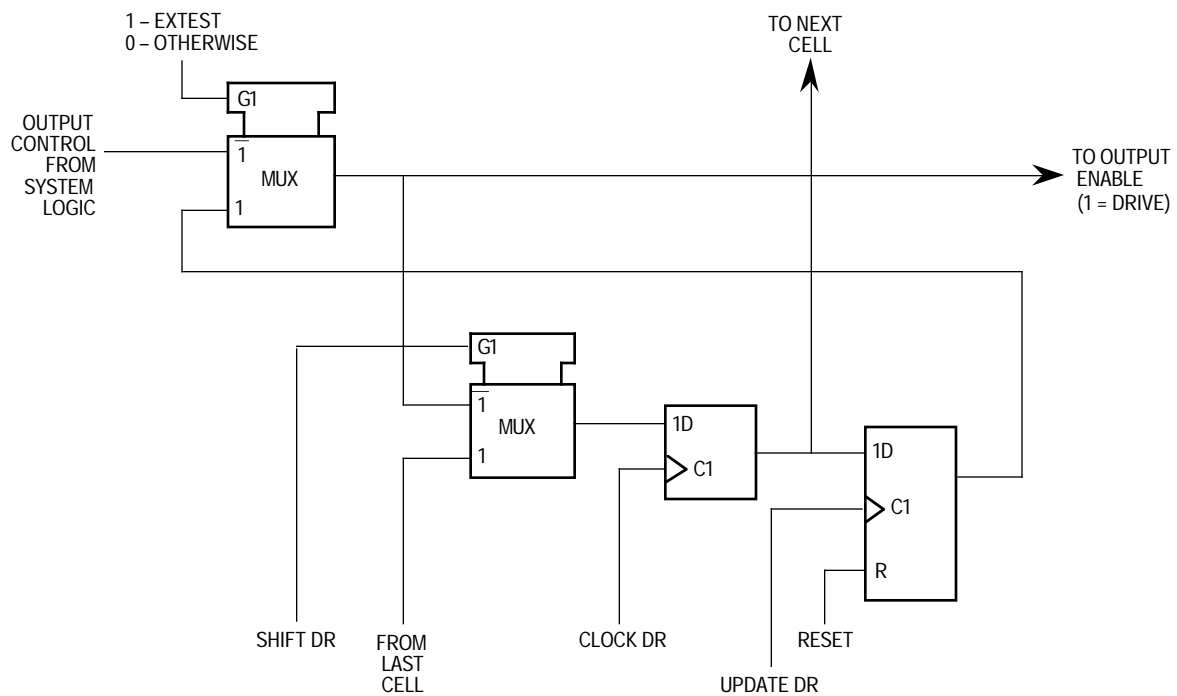 1 – EXTEST
0 – OTHERWISE
TO NEXT
CELL
G1
OUTPUT
CONTROL
FROM
SYSTEM
LOGIC
1
MUX
1
TO OUTPUT
ENABLE
(1 = DRIVE)
G1
1
MUX
1
1D
C1
1D
C1
R
SHIFT DR
FROM
LAST
CELL
CLOCK DR
RESET
UPDATE DR